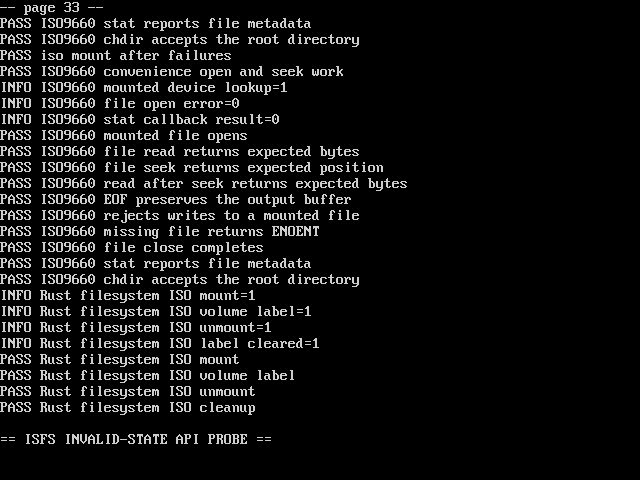 -- page 33 --
PASS ISO9660 stat reports file metadata
PASS ISO9660 chdir accepts the root directory
PASS iso mount after failures
PASS ISO9660 convenience open and seek work
INFO ISO9660 mounted device lookup=1
INFO ISO9660 file open error=0
INFO ISO9660 stat callback result=0
PASS ISO9660 mounted file opens
PASS ISO9660 file read returns expected bytes
PASS ISO9660 file seek returns expected position
PASS ISO9660 read after seek returns expected bytes
PASS ISO9660 EOF preserves the output buffer
PASS ISO9660 rejects writes to a mounted file
PASS ISO9660 missing file returns ENOENT
PASS ISO9660 file close completes
PASS ISO9660 stat reports file metadata
PASS ISO9660 chdir accepts the root directory
INFO Rust filesystem ISO mount=1
INFO Rust filesystem ISO volume label=1
INFO Rust filesystem ISO unmount=1
INFO Rust filesystem ISO label cleared=1
PASS Rust filesystem ISO mount
PASS Rust filesystem ISO volume label
PASS Rust filesystem ISO unmount
PASS Rust filesystem ISO cleanup
== ISFS INVALID-STATE API PROBE ==